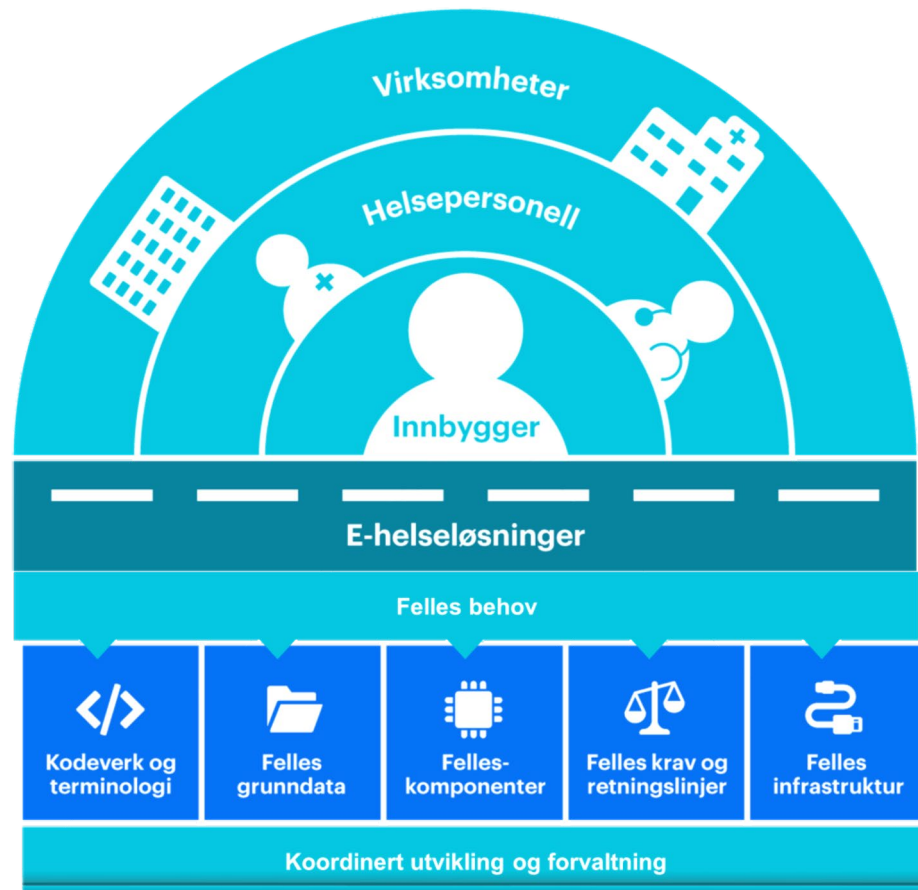 Virksomheter
Helsepersonell
Innbygger
E-helseløsninger
Felles behov
Kodeverk og
terminologi
Felles
grunndata
Felles-
komponenter
Felles krav og
retningslinjer
Felles
infrastruktur
Koordinert utvikling og forvaltning